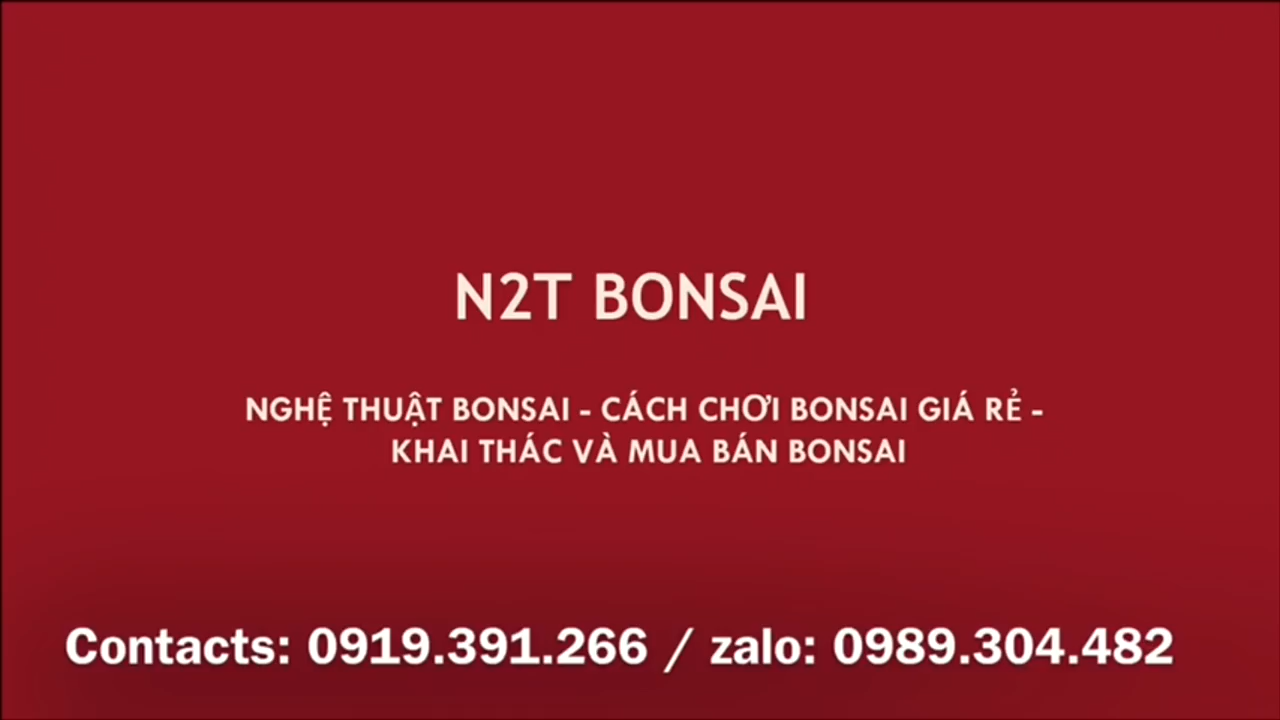 N2T BONSAI
NGHỆ THUẬT BONSAI - CÁCH CHƠI BONSAI GIÁ RẺ -
KHAI THÁC VÀ MUA BÁN BONSAI
Contacts: 0919.391.266 / zalo: 0989.304.482